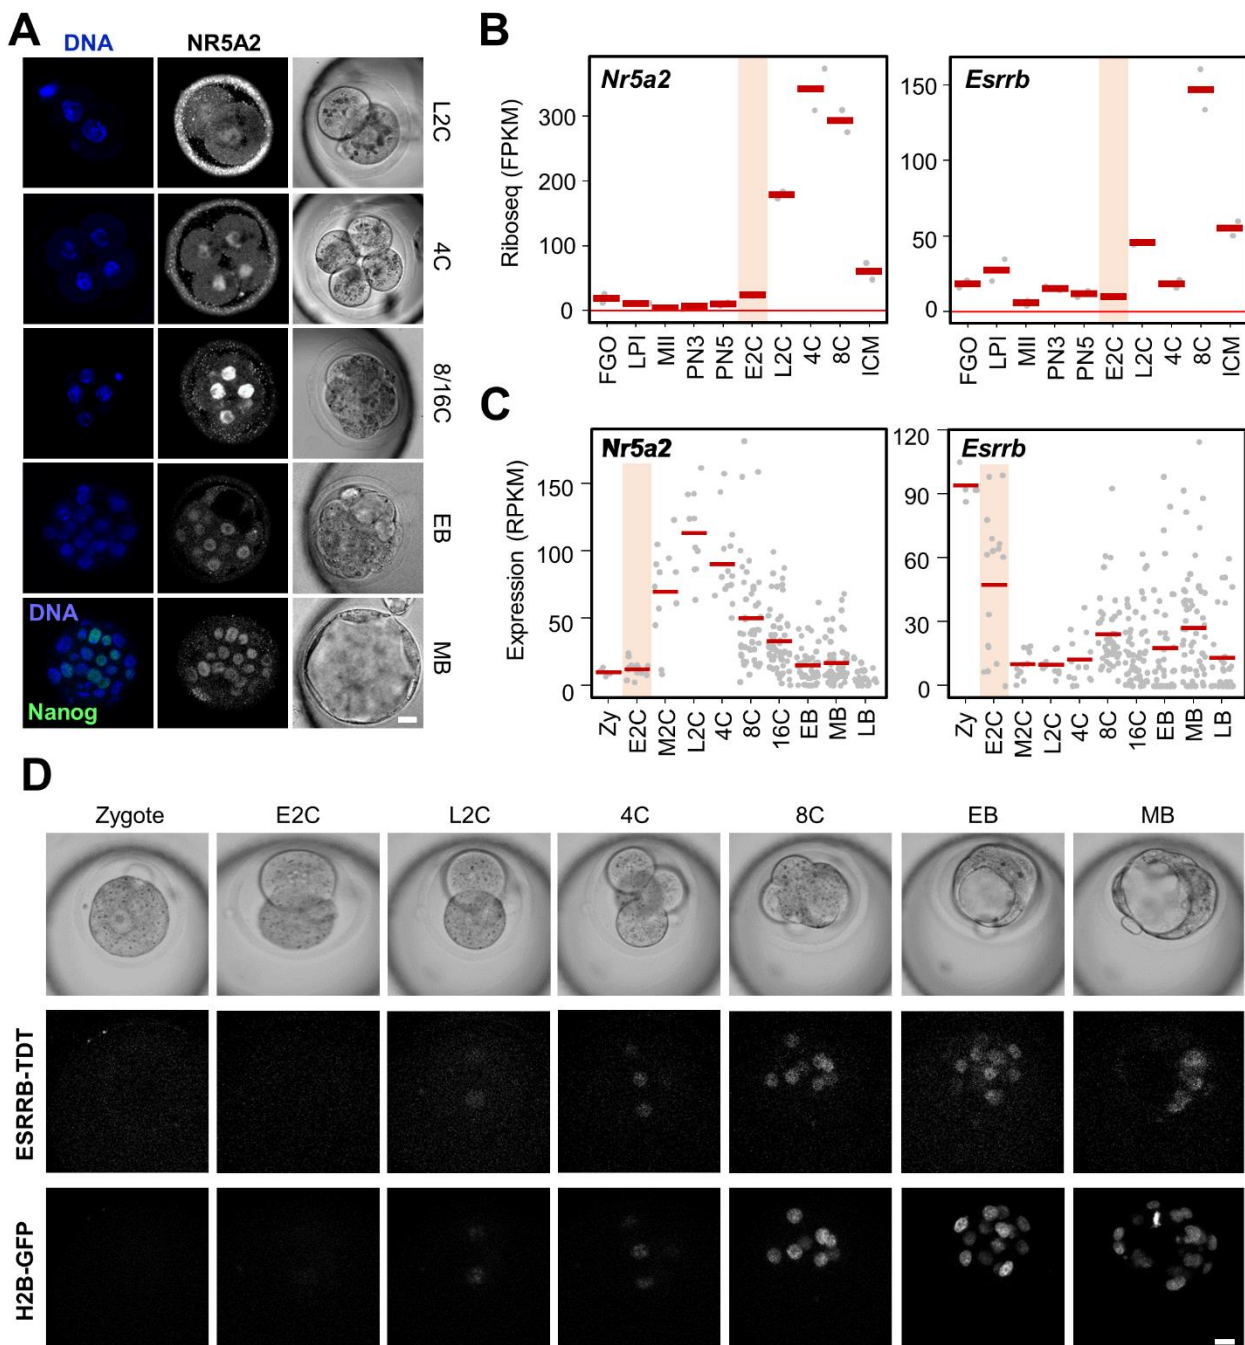 A
DNA
NR5A2
L2C
4C
8/16C
EB
DNA
Nanog
MB
B
Riboseq (FPKM)
Nr5a2
300
200
100
0
FGO
LPI
MII
PN3
PN5
E2C
L2C
4C
8C
ICM
Esrrb
150
100
50
0
FGO
LPI
MII
PN3
PN5
E2C
L2C
4C
8C
ICM
C
Expression (RPKM)
Nr5a2
150
100
50
0
Zy
E2C
M2C
L2C
4C
8C
16C
EB
MB
LB
Esrrb
120
90
60
30
0
Zy
E2C
M2C
L2C
4C
8C
16C
EB
MB
LB
D
Zygote
E2C
L2C
4C
8C
EB
MB
ESRRB-TDT
H2B-GFP